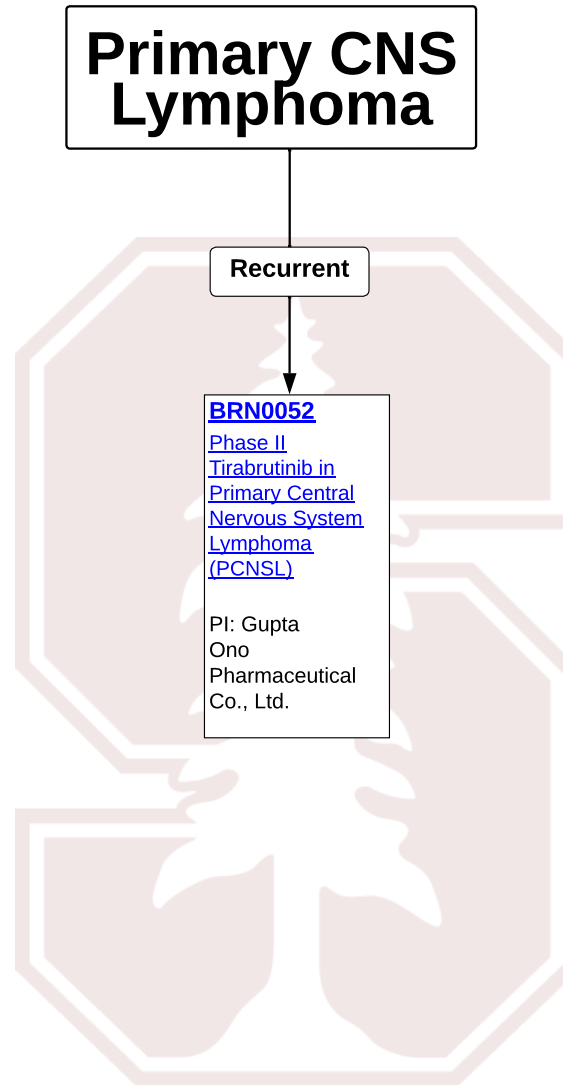 Primary CNS
Lymphoma
Recurrent
BRN0052
Phase II
Tirabrutinib in
Primary Central
Nervous System
Lymphoma
(PCNSL)
PI: Gupta
Ono
Pharmaceutical
Co., Ltd.